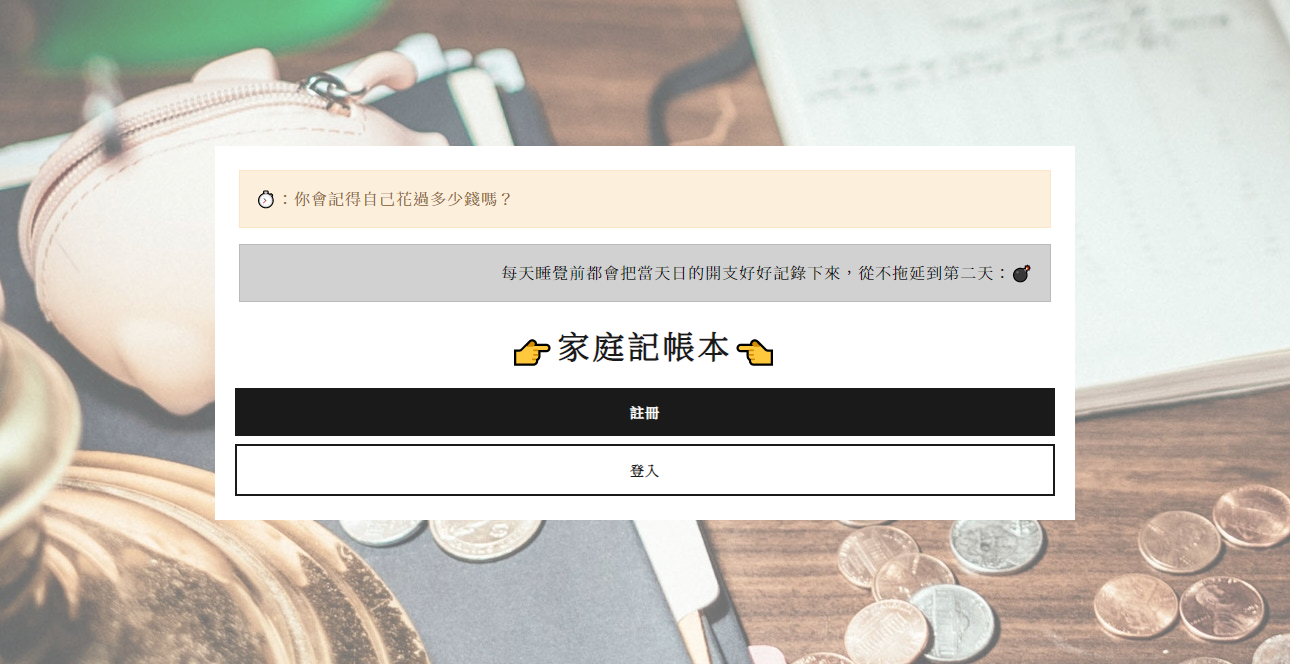 ⏱：你會記得自己花過多少錢嗎？
每天睡覺前都會把當天日的開支好好記錄下來，從不拖延到第二天：💣
👉家庭記帳本👈
註冊
登入